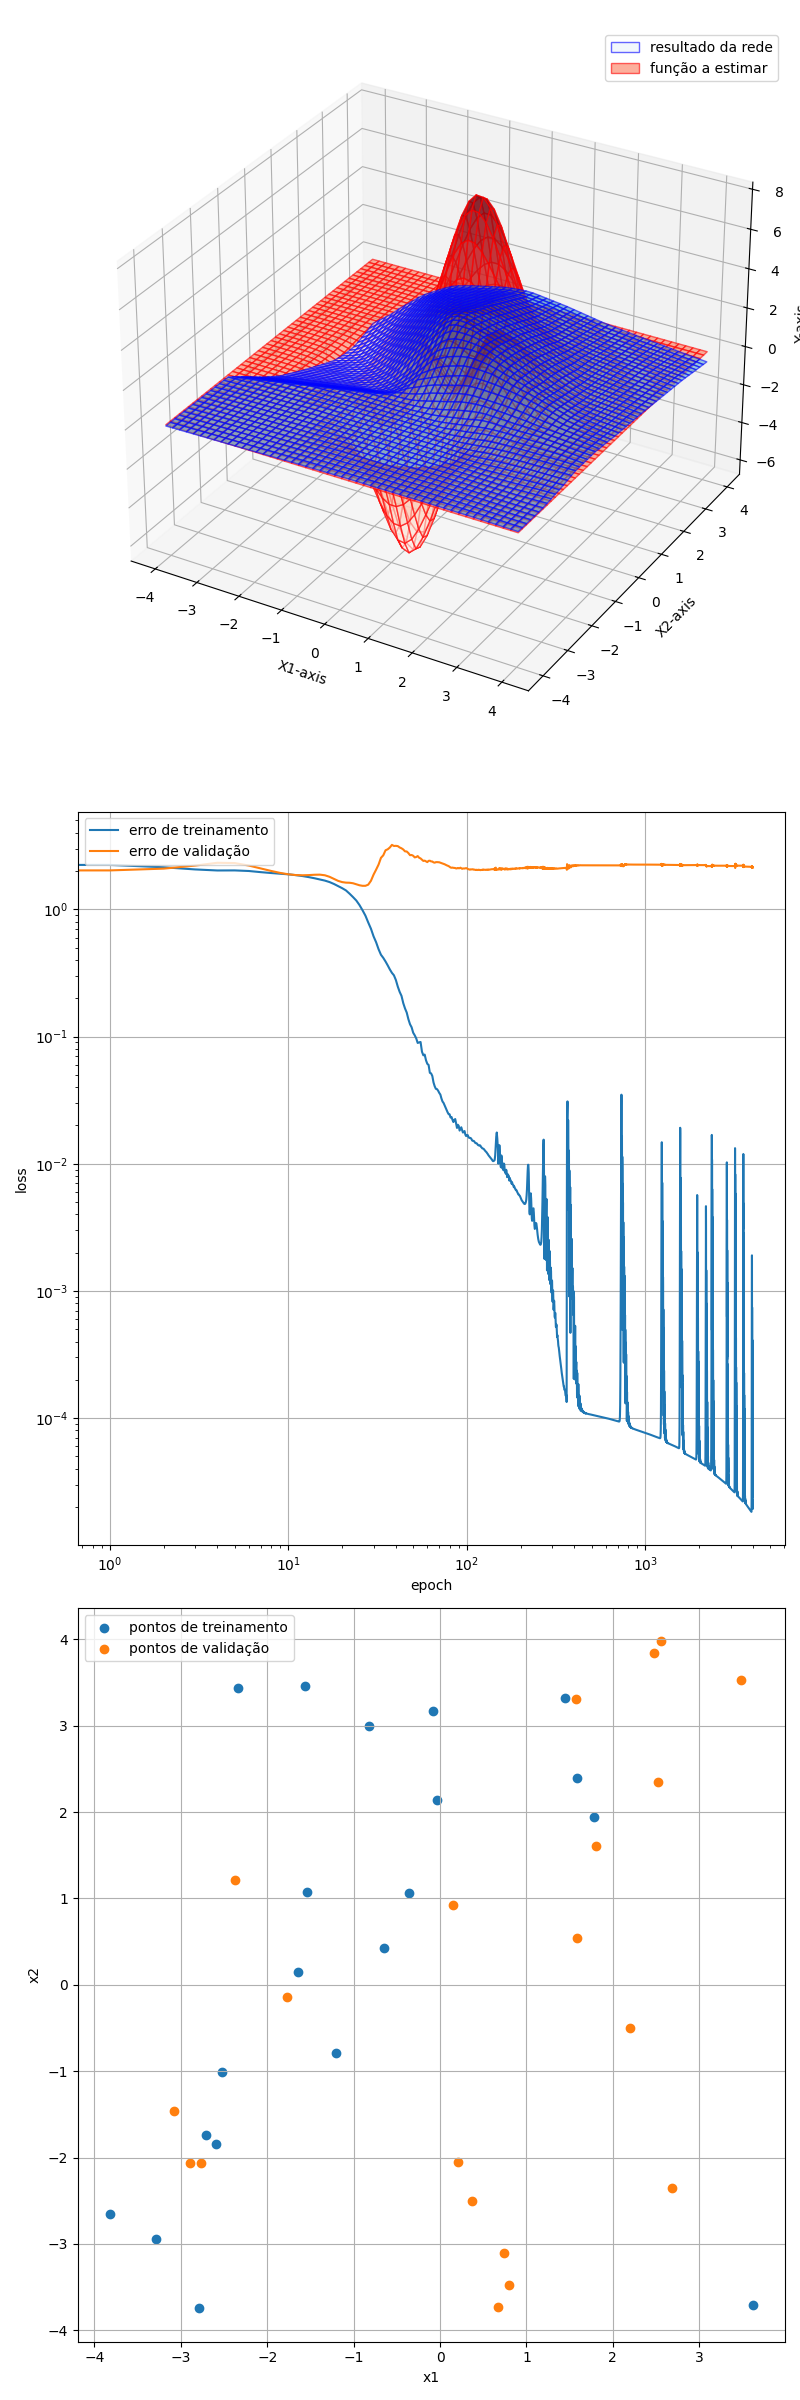 resultado da rede
função a estimar
8
6
4
2
0
−2
−4
−6
4
3
2
1
0
−1
−2
−3
−4
X2-axis
−4
−3
−2
−1
0
1
2
3
4
X1-axis
erro de treinamento
erro de validação
10^0
10^-1
10^-2
10^-3
10^-4
loss
10^0 10^1 10^2 10^3
epoch
pontos de treinamento
pontos de validação
4
3
2
1
0
−1
−2
−3
−4
x2
−4 −3 −2 −1 0 1 2 3
x1